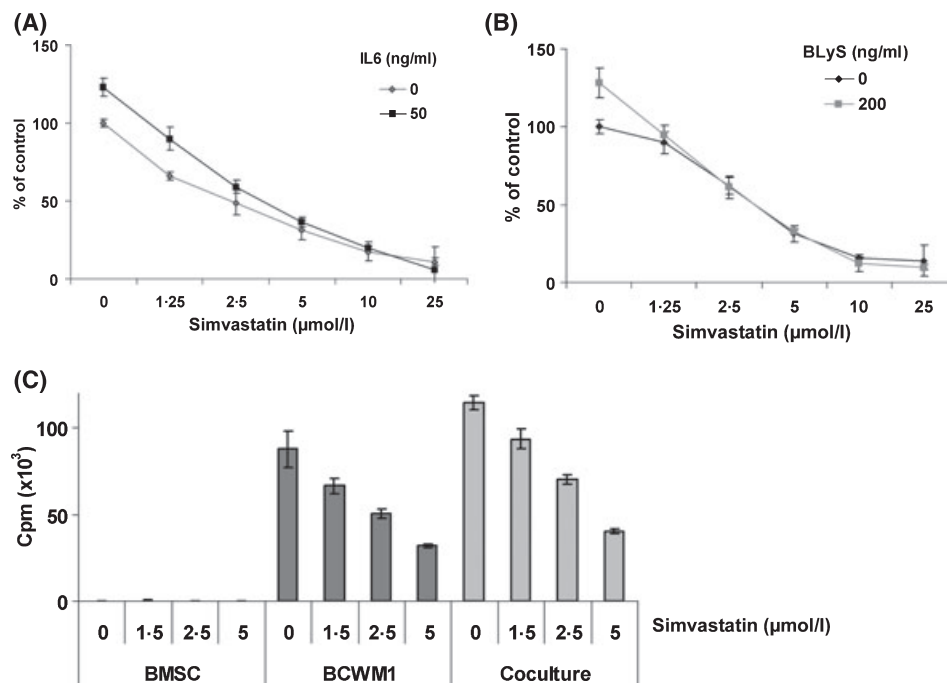 (A)
150
100
50
0
% of control
IL6 (ng/ml)
0
50
0 1·25 2·5 5 10 25
Simvastatin (µmol/l)
(B)
150
100
50
0
% of control
BLyS (ng/ml)
0
200
0 1·25 2·5 5 10 25
Simvastatin (µmol/l)
(C)
100
50
0
Cpm (x10³)
0 1·5 2·5 5 0 1·5 2·5 5 0 1·5 2·5 5 Simvastatin (µmol/l)
BMSC BCWM1 Coculture